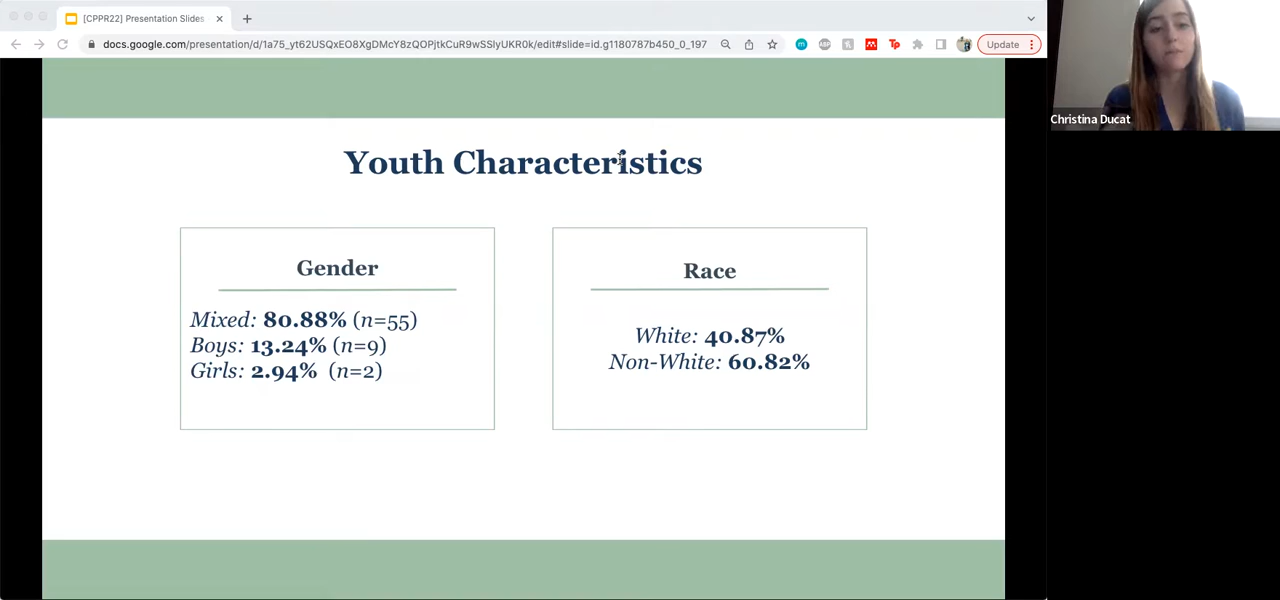 [CPPR22] Presentation Slides
docs.google.com/presentation/d/1a75_yt62USQxEO8XgDMcY8zQOPjtkCuR9wSSlyUKR0k/edit#slide=id.g1180787b450_0_197
ABP
Update
Christina Ducat
Youth Characteristics
Gender
Mixed: 80.88% (n=55)
Boys: 13.24% (n=9)
Girls: 2.94% (n=2)
Race
White: 40.87%
Non-White: 60.82%